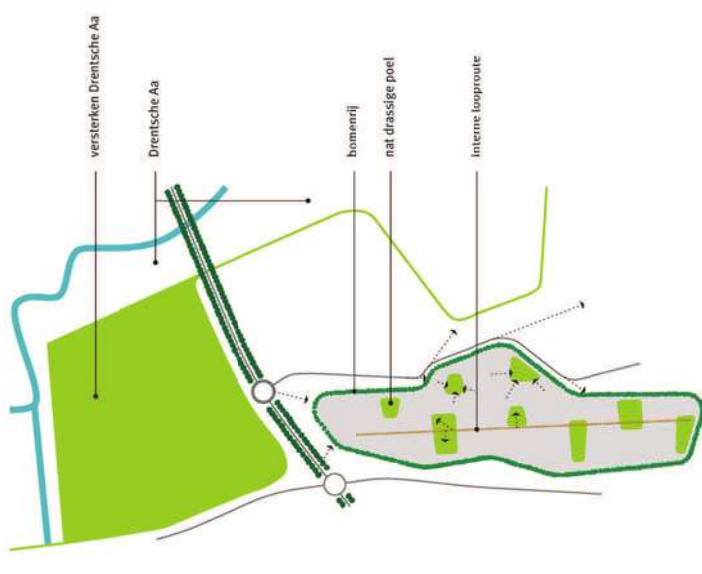 versterken Drentsche Aa
Drentsche Aa
bomenrij
nat drassige poel
Interne looproute